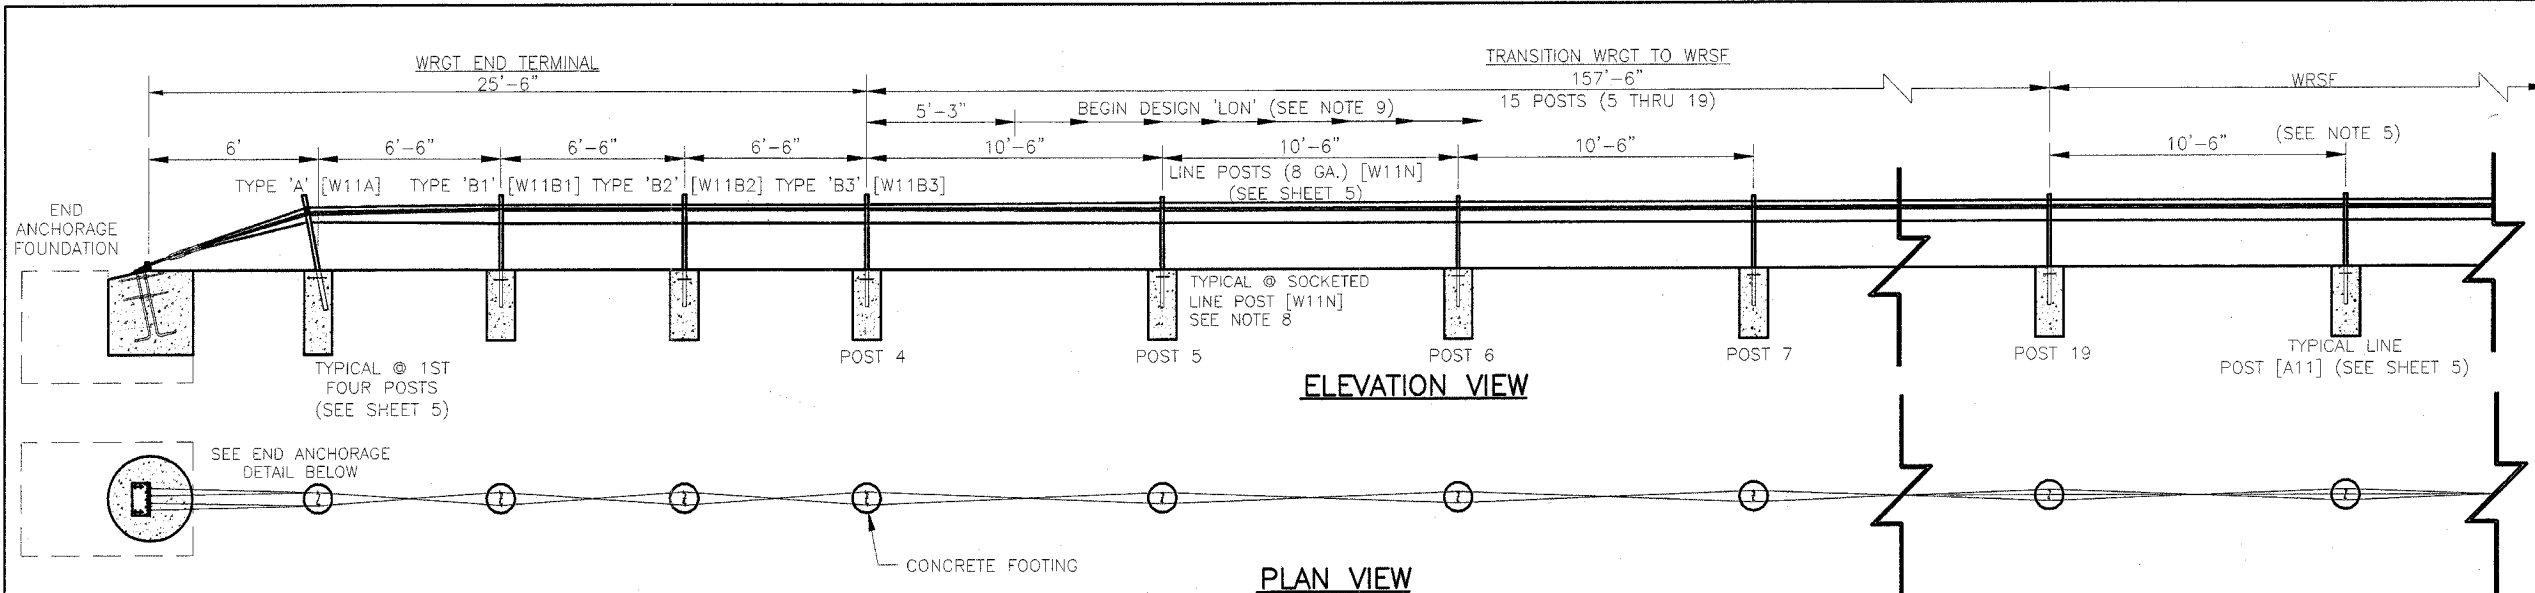 WRGT END TERMINAL
25'-6"
TRANSITION WRGT TO WRSF
157'-6"
15 POSTS (5 THRU 19)
WRSF
5'-3"
BEGIN DESIGN 'LON' (SEE NOTE 9)
6'
6'-6"
6'-6"
6'-6"
10'-6"
10'-6"
10'-6"
10'-6"
(SEE NOTE 5)
LINE POSTS (8 GA.) [W11N]
(SEE SHEET 5)
TYPE 'A' [W11A]
TYPE 'B1' [W11B1]
TYPE 'B2' [W11B2]
TYPE 'B3' [W11B3]
END
ANCHORAGE
FOUNDATION
TYPICAL @ SOCKETED
LINE POST [W11N]
SEE NOTE 8
POST 4
POST 5
POST 6
POST 7
POST 19
TYPICAL LINE
POST [A11] (SEE SHEET 5)
TYPICAL @ 1ST
FOUR POSTS
(SEE SHEET 5)
ELEVATION VIEW
SEE END ANCHORAGE
DETAIL BELOW
CONCRETE FOOTING
PLAN VIEW